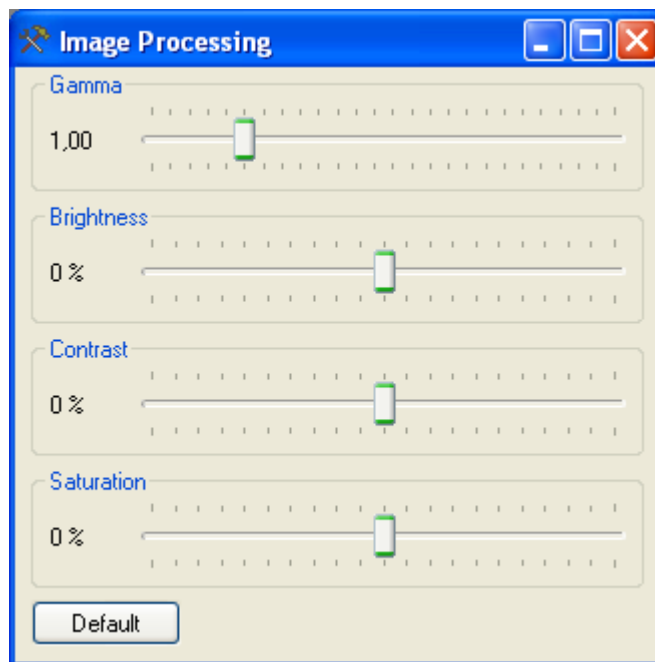 Image Processing
Gamma
1,00
Brightness
0 %
Contrast
0 %
Saturation
0 %
Default